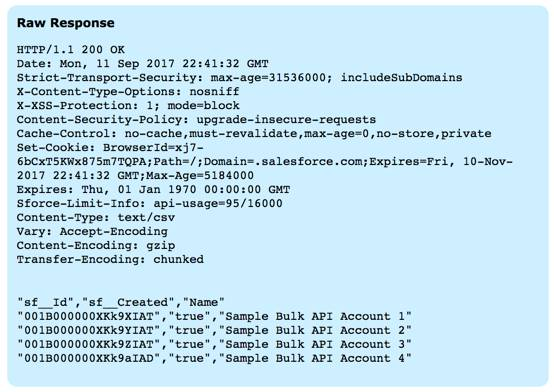 Raw Response
HTTP/1.1 200 OK
Date: Mon, 11 Sep 2017 22:41:32 GMT
Strict-Transport-Security: max-age=31536000; includeSubDomains
X-Content-Type-Options: nosniff
X-XSS-Protection: 1; mode=block
Content-Security-Policy: upgrade-insecure-requests
Cache-Control: no-cache,must-revalidate,max-age=0,no-store,private
Set-Cookie: BrowserId=xj7-
6bCxT5KWx875m7TQPA;Path=/;Domain=.salesforce.com;Expires=Fri, 10-Nov-
2017 22:41:32 GMT;Max-Age=5184000
Expires: Thu, 01 Jan 1970 00:00:00 GMT
Sforce-Limit-Info: api-usage=95/16000
Content-Type: text/csv
Vary: Accept-Encoding
Content-Encoding: gzip
Transfer-Encoding: chunked
"sf__Id","sf__Created","Name"
"001B000000XKk9XIAT","true","Sample Bulk API Account 1"
"001B000000XKk9YIAT","true","Sample Bulk API Account 2"
"001B000000XKk9ZIAT","true","Sample Bulk API Account 3"
"001B000000XKk9aIAD","true","Sample Bulk API Account 4"